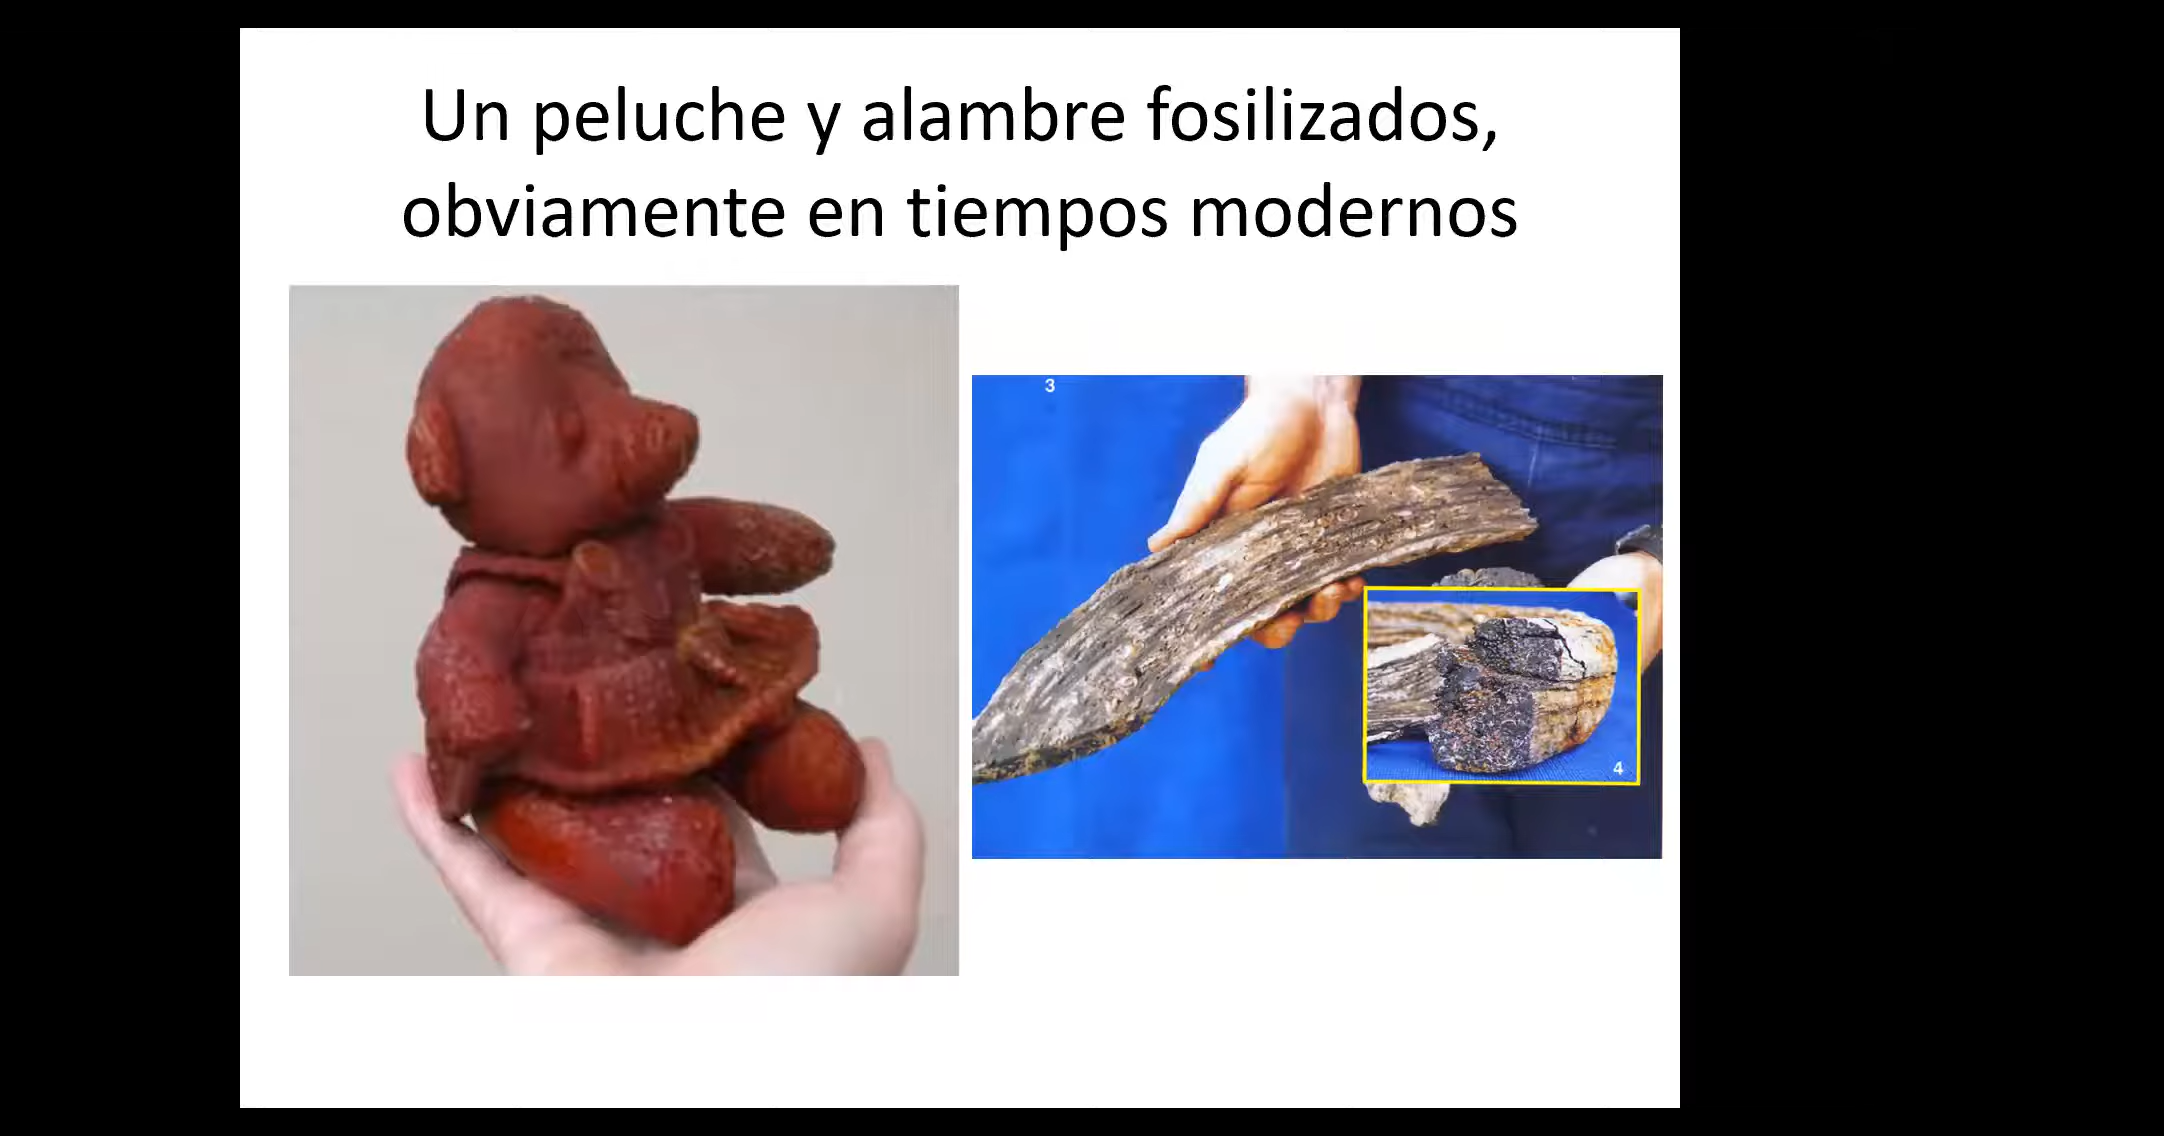 Un peluche y alambre fosilizados,
obviamente en tiempos modernos
3
4